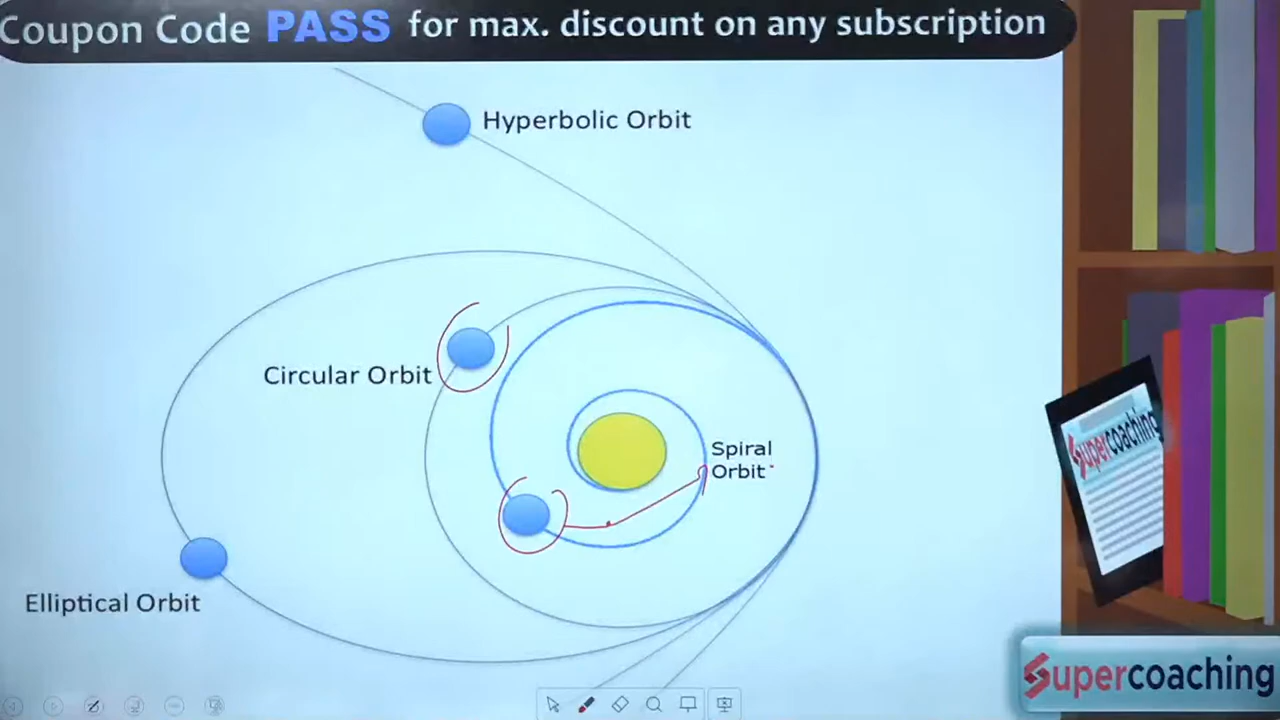 Coupon Code PASS for max. discount on any subscription
Hyperbolic Orbit
Circular Orbit
Spiral
Orbit
Elliptical Orbit
Supercoaching
Supercoaching